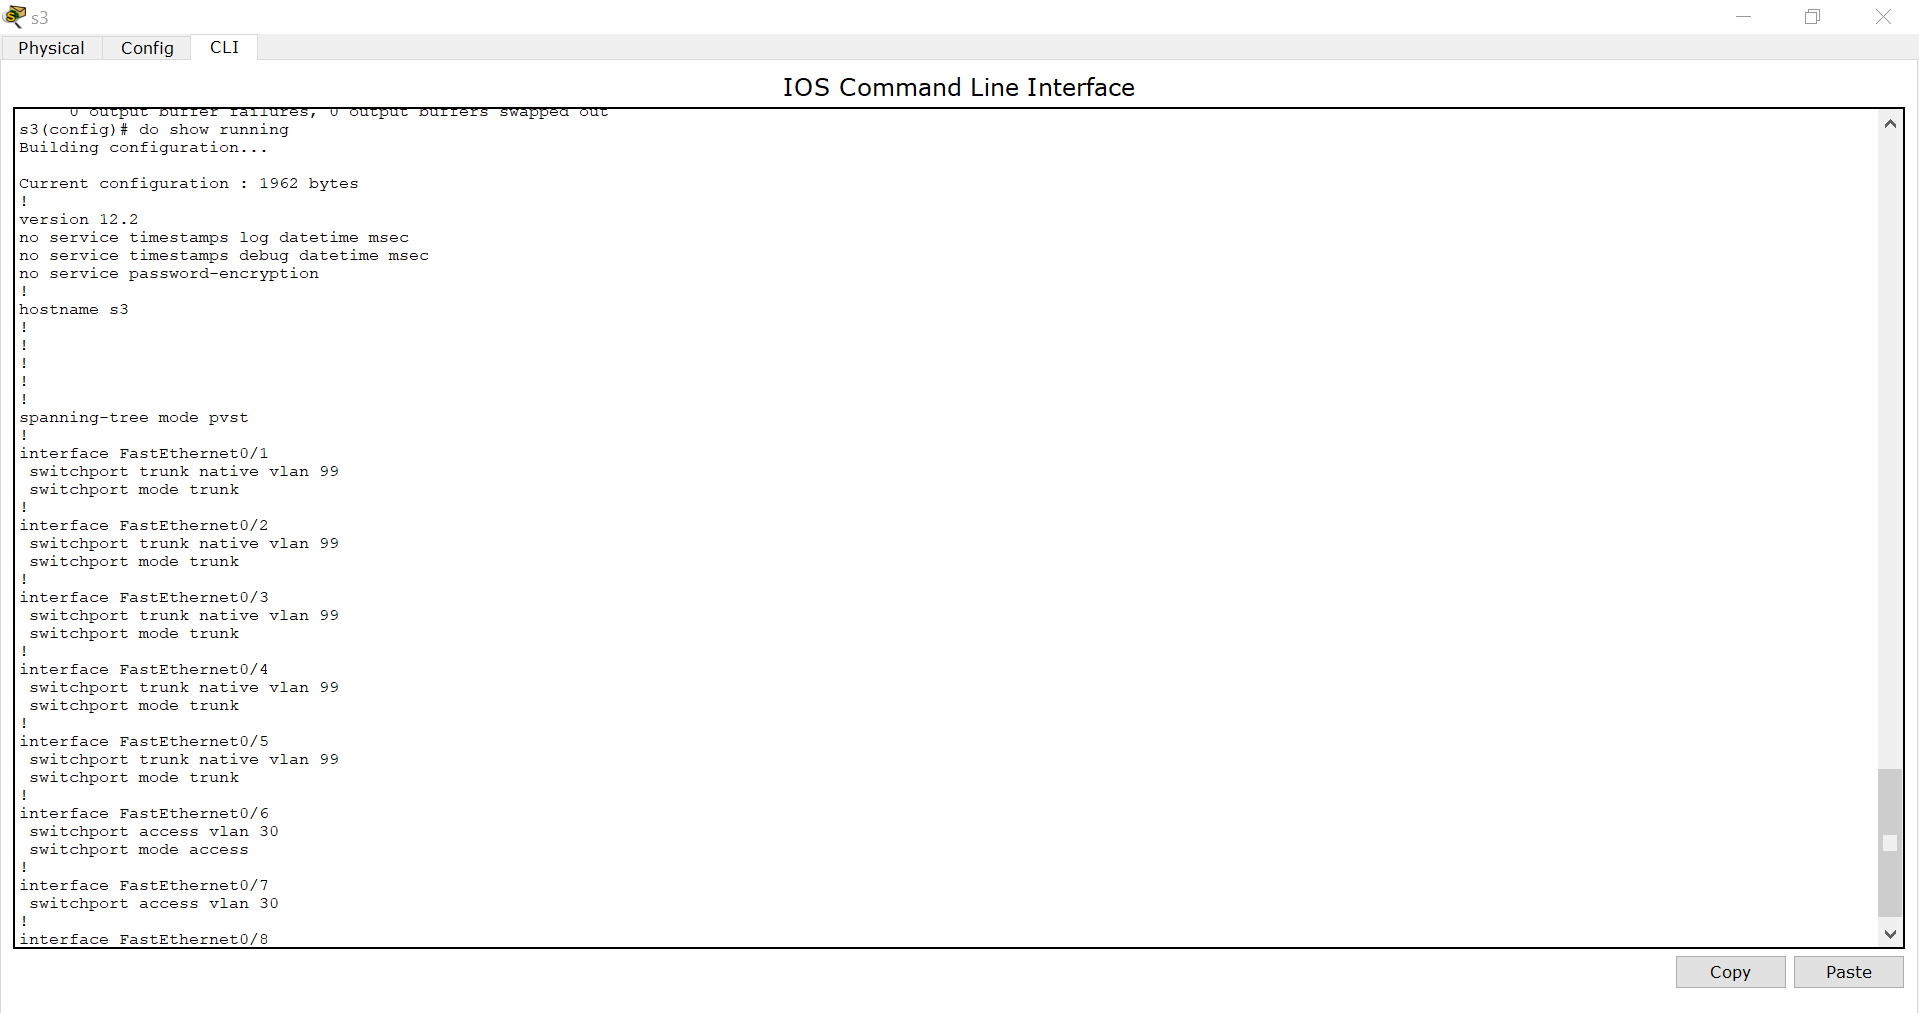 s3
Physical
Config
CLI
IOS Command Line Interface
0 output buffer failures, 0 output buffers swapped out
s3(config)# do show running
Building configuration...
Current configuration : 1962 bytes
!
version 12.2
no service timestamps log datetime msec
no service timestamps debug datetime msec
no service password-encryption
!
hostname s3
!
!
!
!
!
spanning-tree mode pvst
!
interface FastEthernet0/1
switchport trunk native vlan 99
switchport mode trunk
!
interface FastEthernet0/2
switchport trunk native vlan 99
switchport mode trunk
!
interface FastEthernet0/3
switchport trunk native vlan 99
switchport mode trunk
!
interface FastEthernet0/4
switchport trunk native vlan 99
switchport mode trunk
!
interface FastEthernet0/5
switchport trunk native vlan 99
switchport mode trunk
!
interface FastEthernet0/6
switchport access vlan 30
switchport mode access
!
interface FastEthernet0/7
switchport access vlan 30
!
interface FastEthernet0/8
Copy
Paste